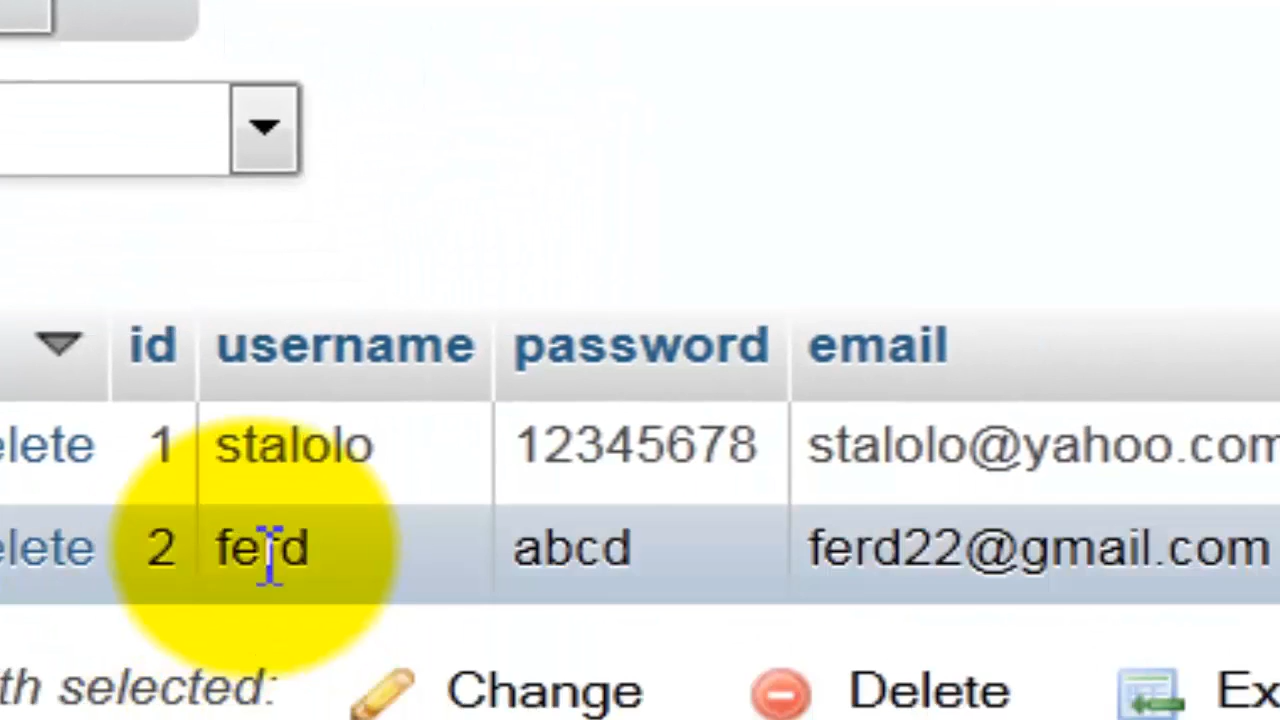 id username password email
elete 1 stalolo 12345678 stalolo@yahoo.com
elete 2 ferd abcd ferd22@gmail.com
th selected: Change Delete Ex